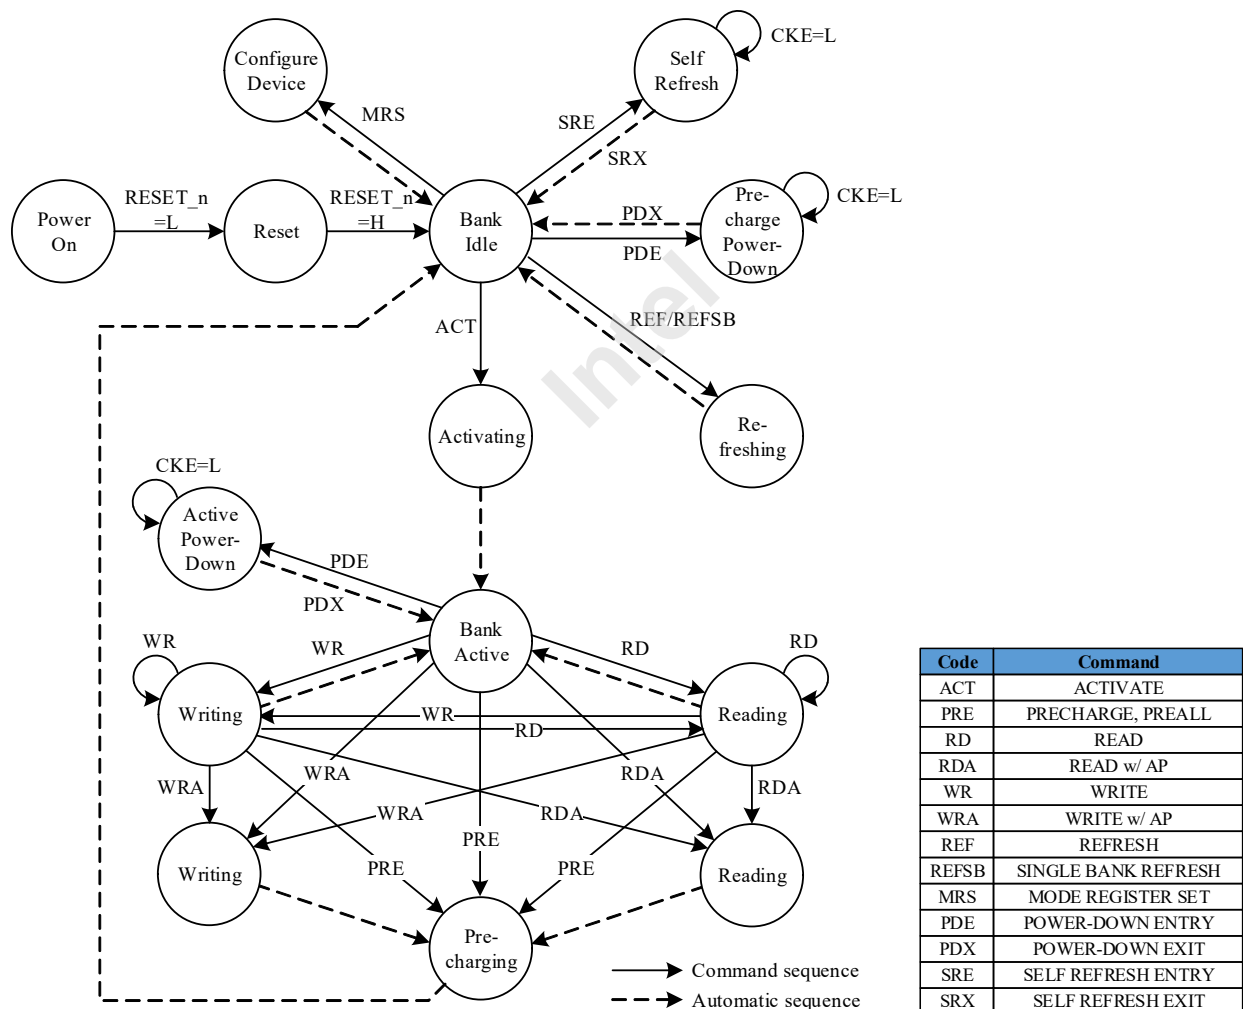 Configure
Device
Self
Refresh
CKE=L
MRS
SRE
SRX
Power
On
RESET_n
=L
Reset
RESET_n
=H
Bank
Idle
PDX
PDE
Pre-
charge
Power-
Down
CKE=L
ACT
REF/REFSB
Intel
Activating
Re-
freshing
CKE=L
Active
Power-
Down
PDE
PDX
Bank
Active
WR
WR
RD
RD
Writing
WR
RD
Reading
WRA
WRA
WRA
RDA
RDA
RDA
Writing
PRE
PRE
PRE
Reading
Pre-
charging
Command sequence
Automatic sequence
Code Command
ACT ACTIVATE
PRE PRECHARGE, PREALL
RD READ
RDA READ w/ AP
WR WRITE
WRA WRITE w/ AP
REF REFRESH
REFSB SINGLE BANK REFRESH
MRS MODE REGISTER SET
PDE POWER-DOWN ENTRY
PDX POWER-DOWN EXIT
SRE SELF REFRESH ENTRY
SRX SELF REFRESH EXIT